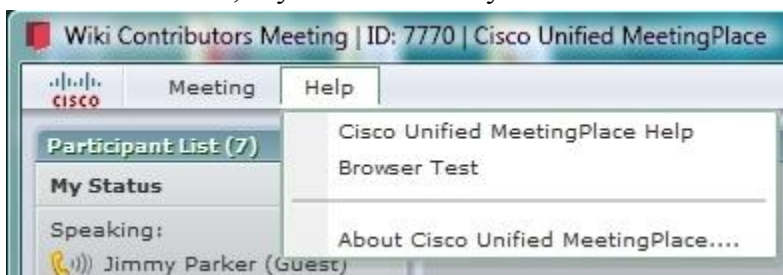 Wiki Contributors Meeting | ID: 7770 | Cisco Unified MeetingPlace
CISCO Meeting Help
Cisco Unified MeetingPlace Help
Browser Test
About Cisco Unified MeetingPlace....
Participant List (7)
My Status
Speaking:
Jimmy Parker (Guest)